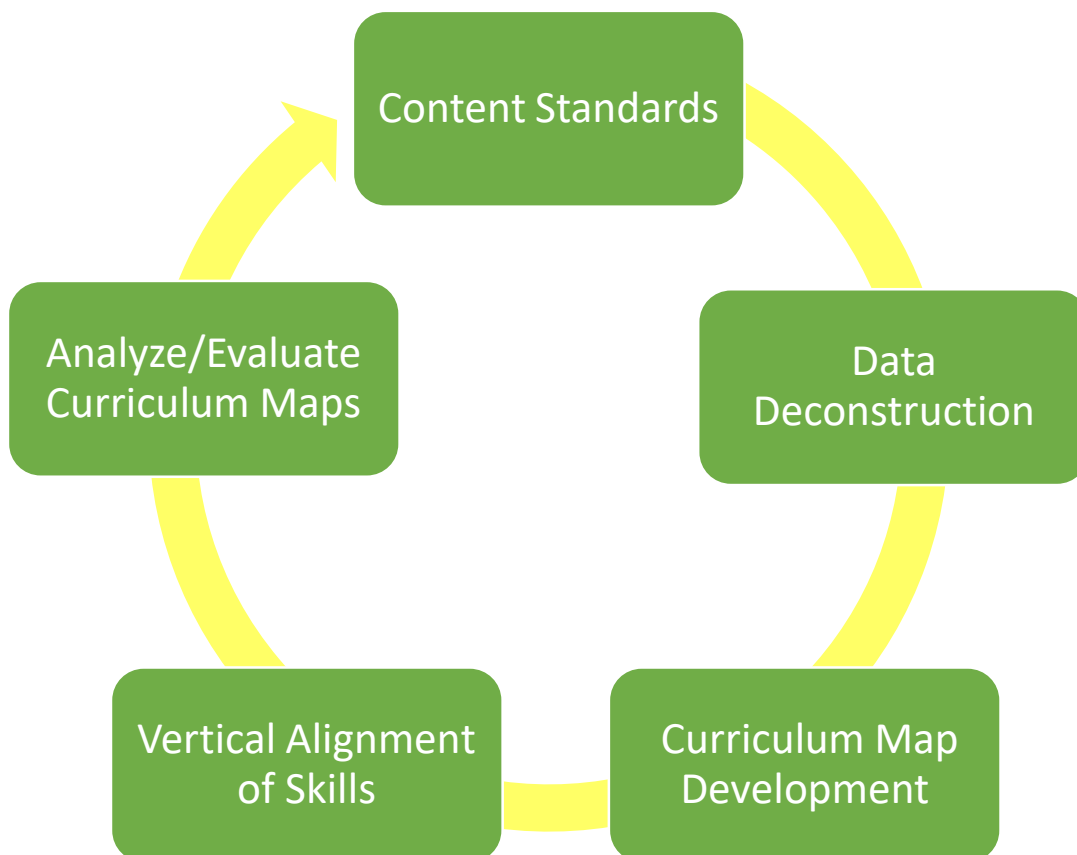 Content Standards
Data
Deconstruction
Curriculum Map
Development
Vertical Alignment
of Skills
Analyze/Evaluate
Curriculum Maps